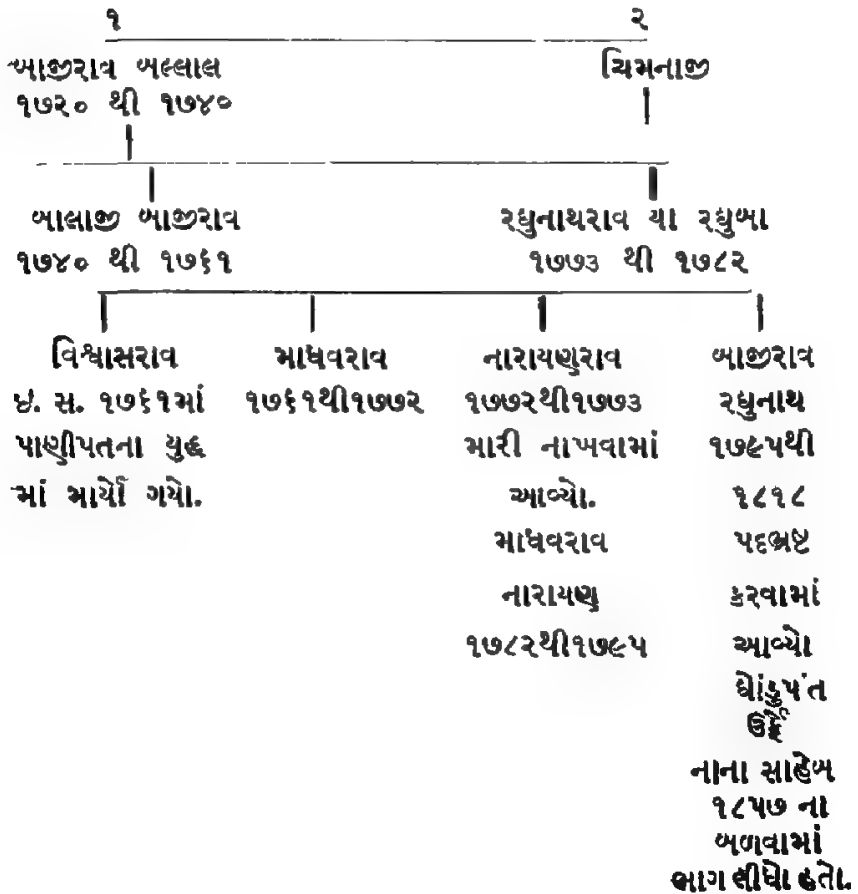 ૧ ૨
બાજીરાવ બલ્લાલ ચિમનાજી
૧૭૨૦ થી ૧૭૪૦
બાલાજી બાજીરાવ રઘુનાથરાવ યા રઘુબા
૧૭૪૦ થી ૧૭૬૧ ૧૭૭૩ થી ૧૭૮૨
વિશ્વાસરાવ માધવરાવ નારાયણરાવ બાજીરાવ
ઇ. સ. ૧૭૬૧માં ૧૭૬૧થી૧૭૭૨ ૧૭૭૨થી૧૭૭૩ રઘુનાથ
પાણીપતના યુદ્ધ મારી નાખવામાં ૧૭૯૫થી
માં માર્યો ગયો. આવ્યો. ૧૮૧૮
માધવરાવ પદભ્રષ્ટ
નારાયણ કરવામાં
૧૭૮૨થી૧૭૯૫ આવ્યો
ધોંડુપંત
ઉર્ફે
નાના સાહેબ
૧૮૫૭ ના
બળવામાં
ભાગ લીધો હતો.